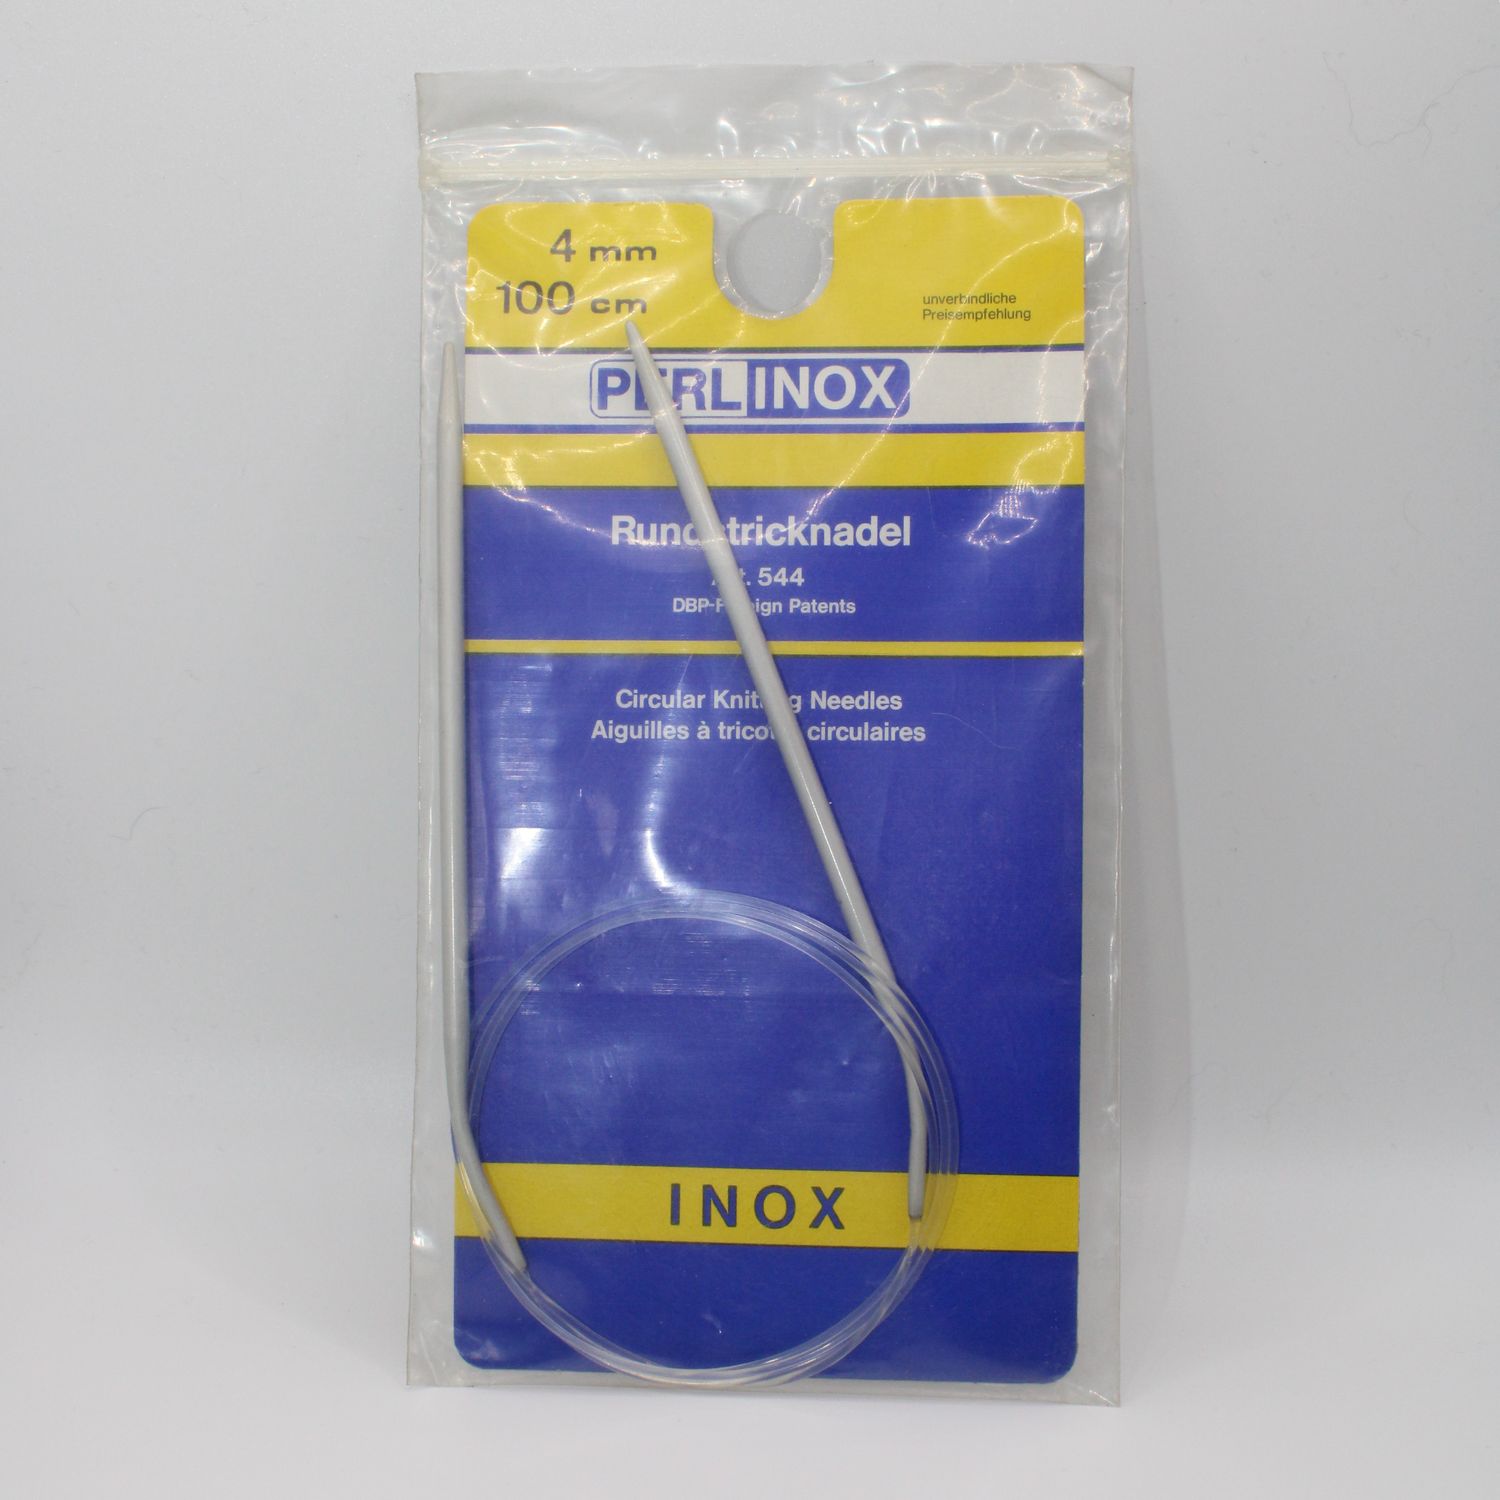 4 mm
100 cm
unverbindliche
Preisempfehlung
PERLINOX
Rundstricknadel
Art. 544
DBP-Foreign Patents
Circular Knitting Needles
Aiguilles à tricoter circulaires
INOX